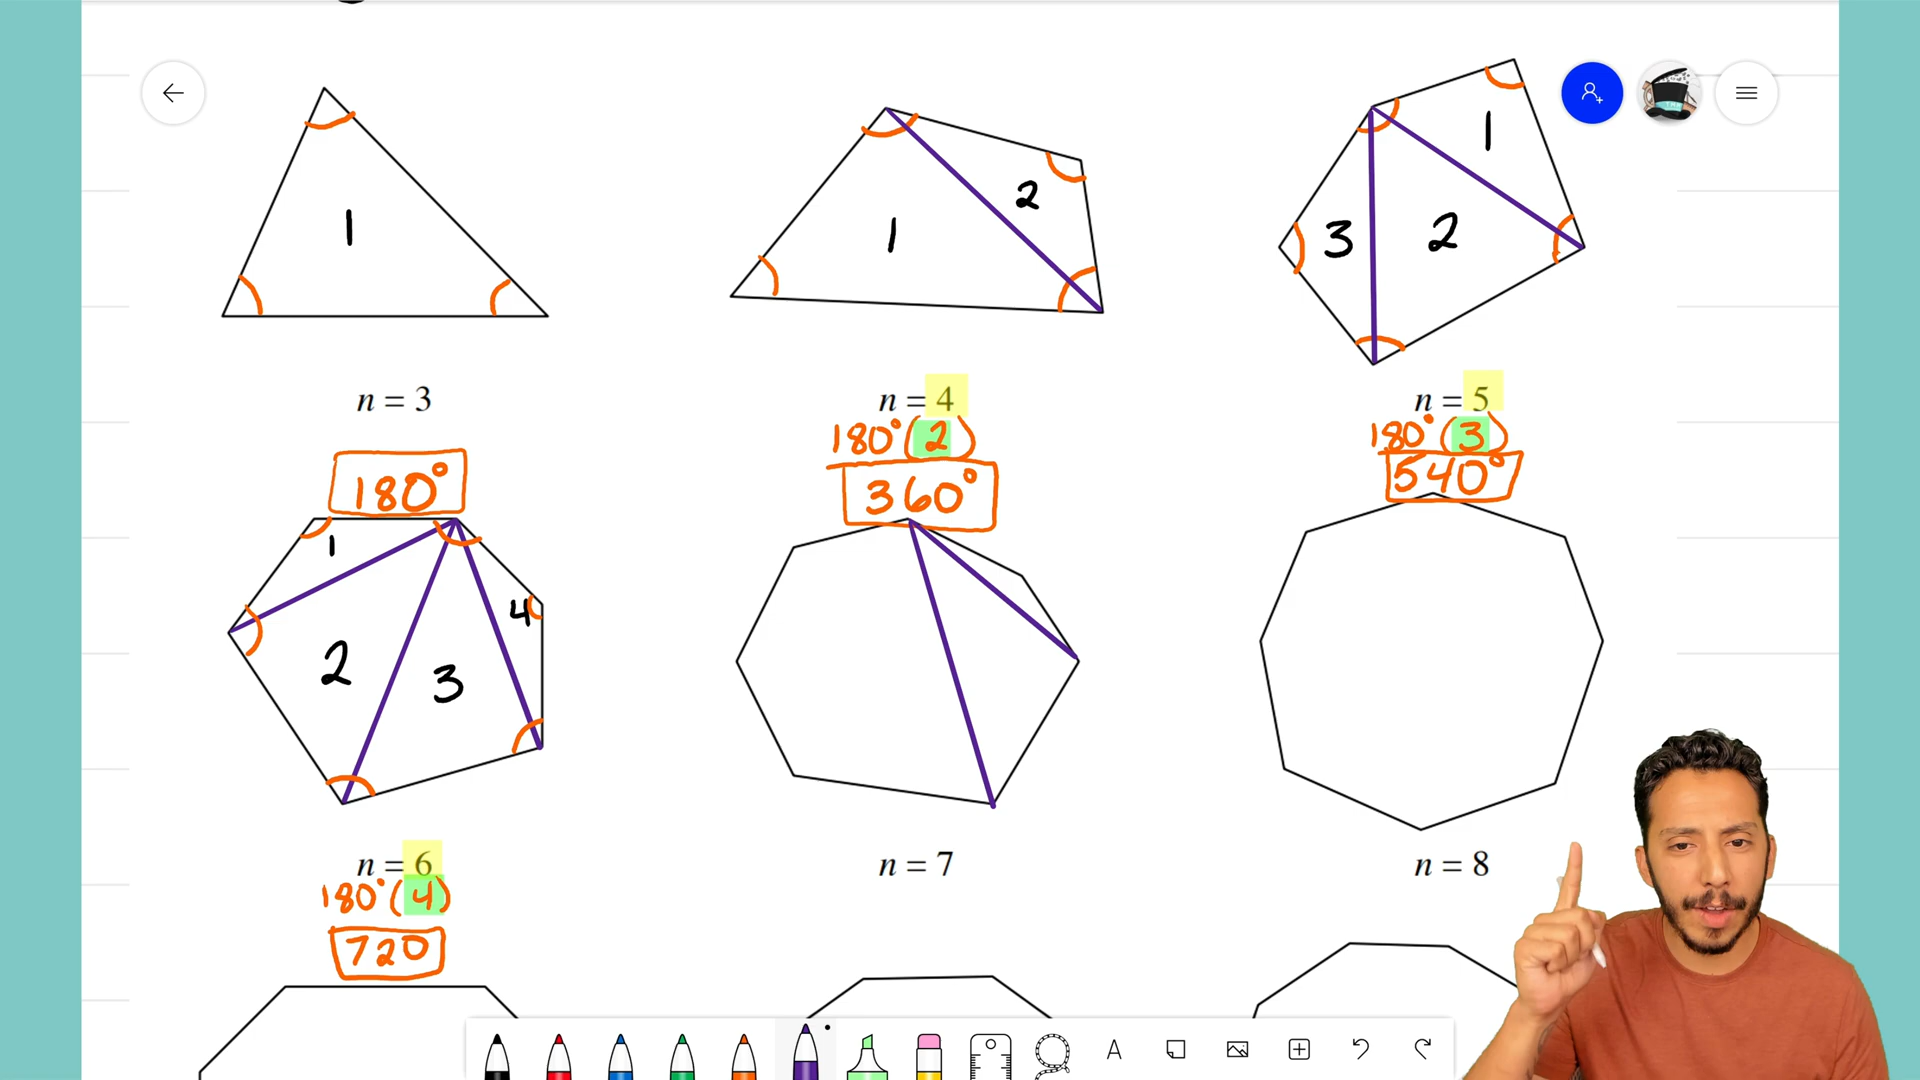 1
1
2
1
2
3
n = 3
n = 4
n = 5
180°
180°(2)
360°
180°(3)
540°
1
2
3
4
n = 6
n = 7
n = 8
180°(4)
720
A